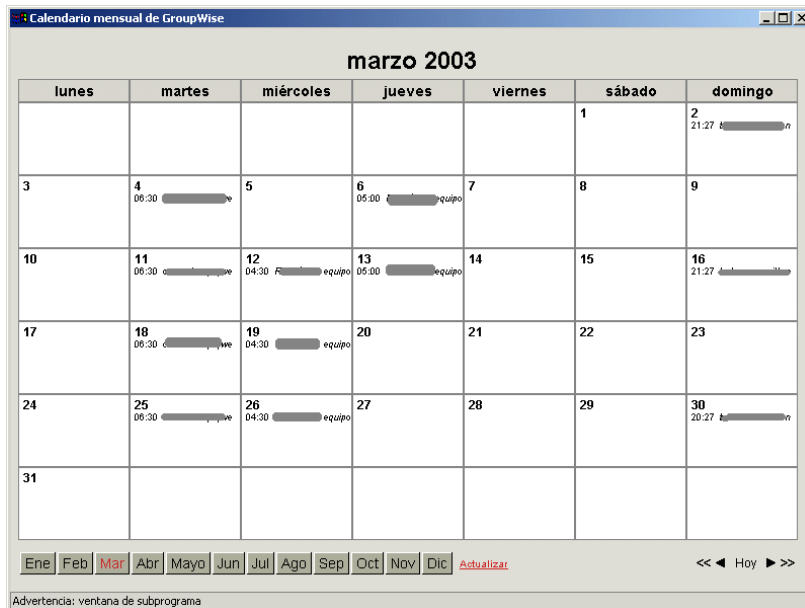 Calendario mensual de GroupWise
marzo 2003
lunes martes miércoles jueves viernes sábado domingo
1 2
21:27
3 4 5 6 7 8 9
06:30 05:00 equipo
10 11 12 13 14 15 16
06:30 04:30 equipo 05:00 equipo 21:27
17 18 19 20 21 22 23
06:30 04:30 equipo
24 25 26 27 28 29 30
06:30 04:30 equipo 20:27
31
Ene Feb Mar Abr Mayo Jun Jul Ago Sep Oct Nov Dic Actualizar << ◀ Hoy ▶ >>
Advertencia: ventana de subprograma